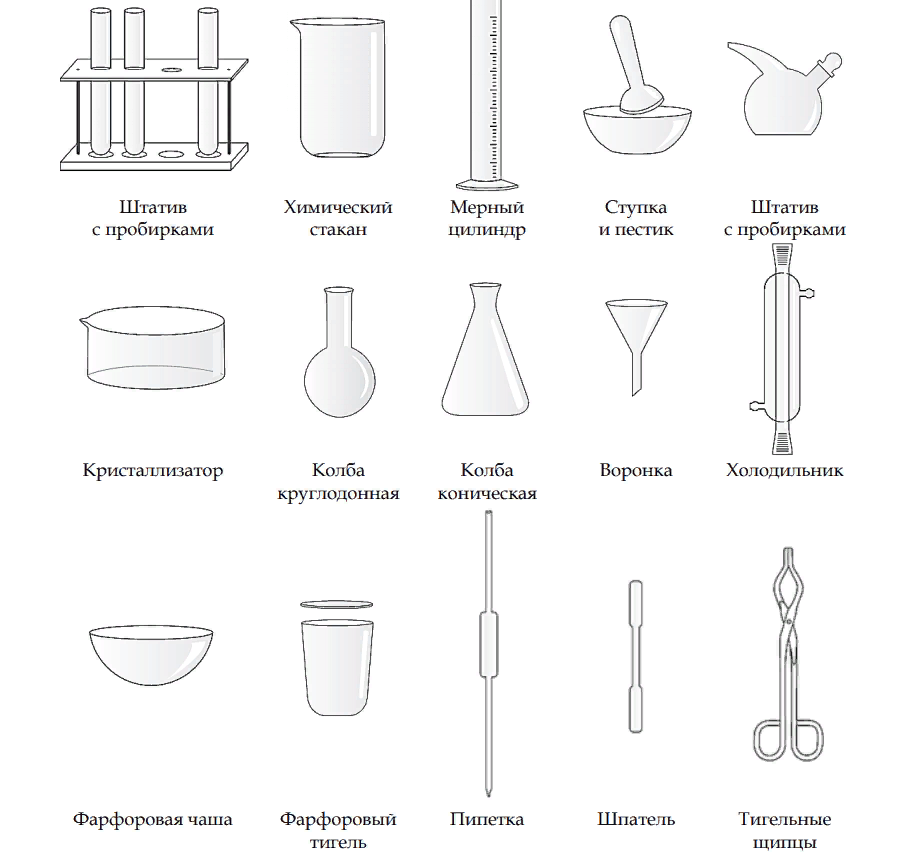 Штатив
с пробирками
Химический
стакан
Мерный
цилиндр
Ступка
и пестик
Штатив
с пробирками
Кристаллизатор
Колба
круглодонная
Колба
коническая
Воронка
Холодильник
Фарфоровая чаша
Фарфоровый
тигель
Пипетка
Шпатель
Тигельные
щипцы